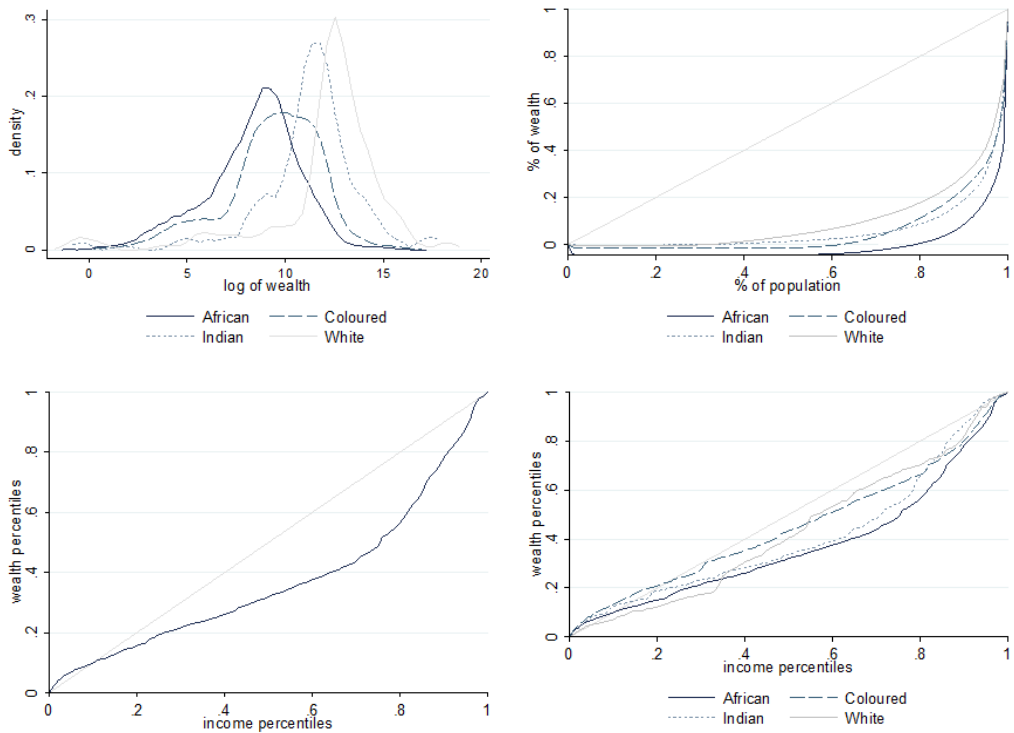 density
.3
.2
.1
0
0
5
10
15
20
log of wealth
African
Coloured
Indian
White
% of wealth
1
.8
.6
.4
.2
0
0
.2
.4
.6
.8
1
% of population
African
Coloured
Indian
White
wealth percentiles
1
.8
.6
.4
.2
0
0
.2
.4
.6
.8
1
income percentiles
wealth percentiles
1
.8
.6
.4
.2
0
0
.2
.4
.6
.8
1
income percentiles
African
Coloured
Indian
White